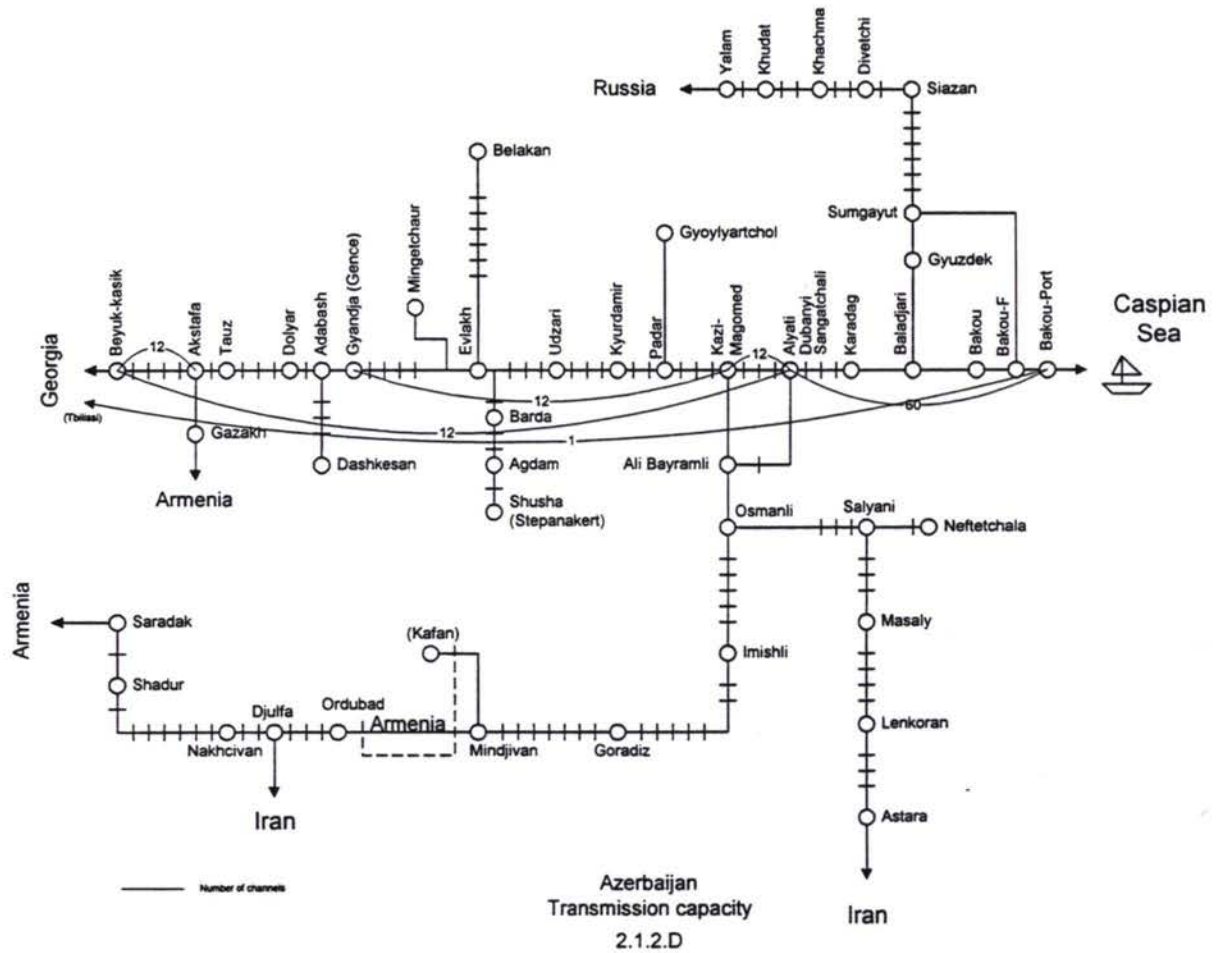 Yalam
Khudat
Khachma
Divetchi
Russia
Siazan
Belakan
Sumgayut
Gyoylyartchol
Gyuzdek
Beyuk-kasik
Akstafa
Tauz
Dolyar
Adabash
Gyandja (Gence)
Mingetchaur
Evlakh
Udzari
Kyurdamir
Padar
Kazi-
Magomed
Alyati
Dubanyi
Sangatchali
Karadag
Baladjari
Bakou
Bakou-F
Bakou-Port
Caspian
Sea
Georgia
(Tbilissi)
12
12
12
12
60
1
Gazakh
Armenia
Dashkesan
Barda
Agdam
Shusha
(Stepanakert)
Ali Bayramli
Osmanli
Salyani
Neftetchala
Armenia
Saradak
(Kafan)
Imishli
Masaly
Shadur
Djulfa
Ordubad
Armenia
Nakhcivan
Mindjivan
Goradiz
Lenkoran
Iran
Astara
Number of channels
Azerbaijan
Transmission capacity
2.1.2.D
Iran